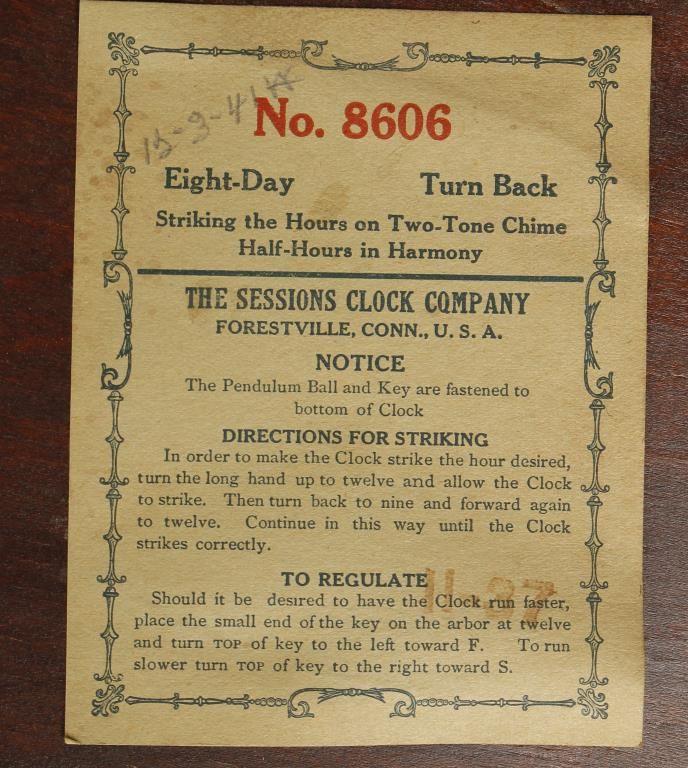 15-3-41
No. 8606
Eight-Day Turn Back
Striking the Hours on Two-Tone Chime
Half-Hours in Harmony
THE SESSIONS CLOCK COMPANY
FORESTVILLE, CONN., U. S. A.
NOTICE
The Pendulum Ball and Key are fastened to
bottom of Clock
DIRECTIONS FOR STRIKING
In order to make the Clock strike the hour desired,
turn the long hand up to twelve and allow the Clock
to strike. Then turn back to nine and forward again
to twelve. Continue in this way until the Clock
strikes correctly.
TO REGULATE
Should it be desired to have the Clock run faster,
place the small end of the key on the arbor at twelve
and turn TOP of key to the left toward F. To run
slower turn TOP of key to the right toward S.